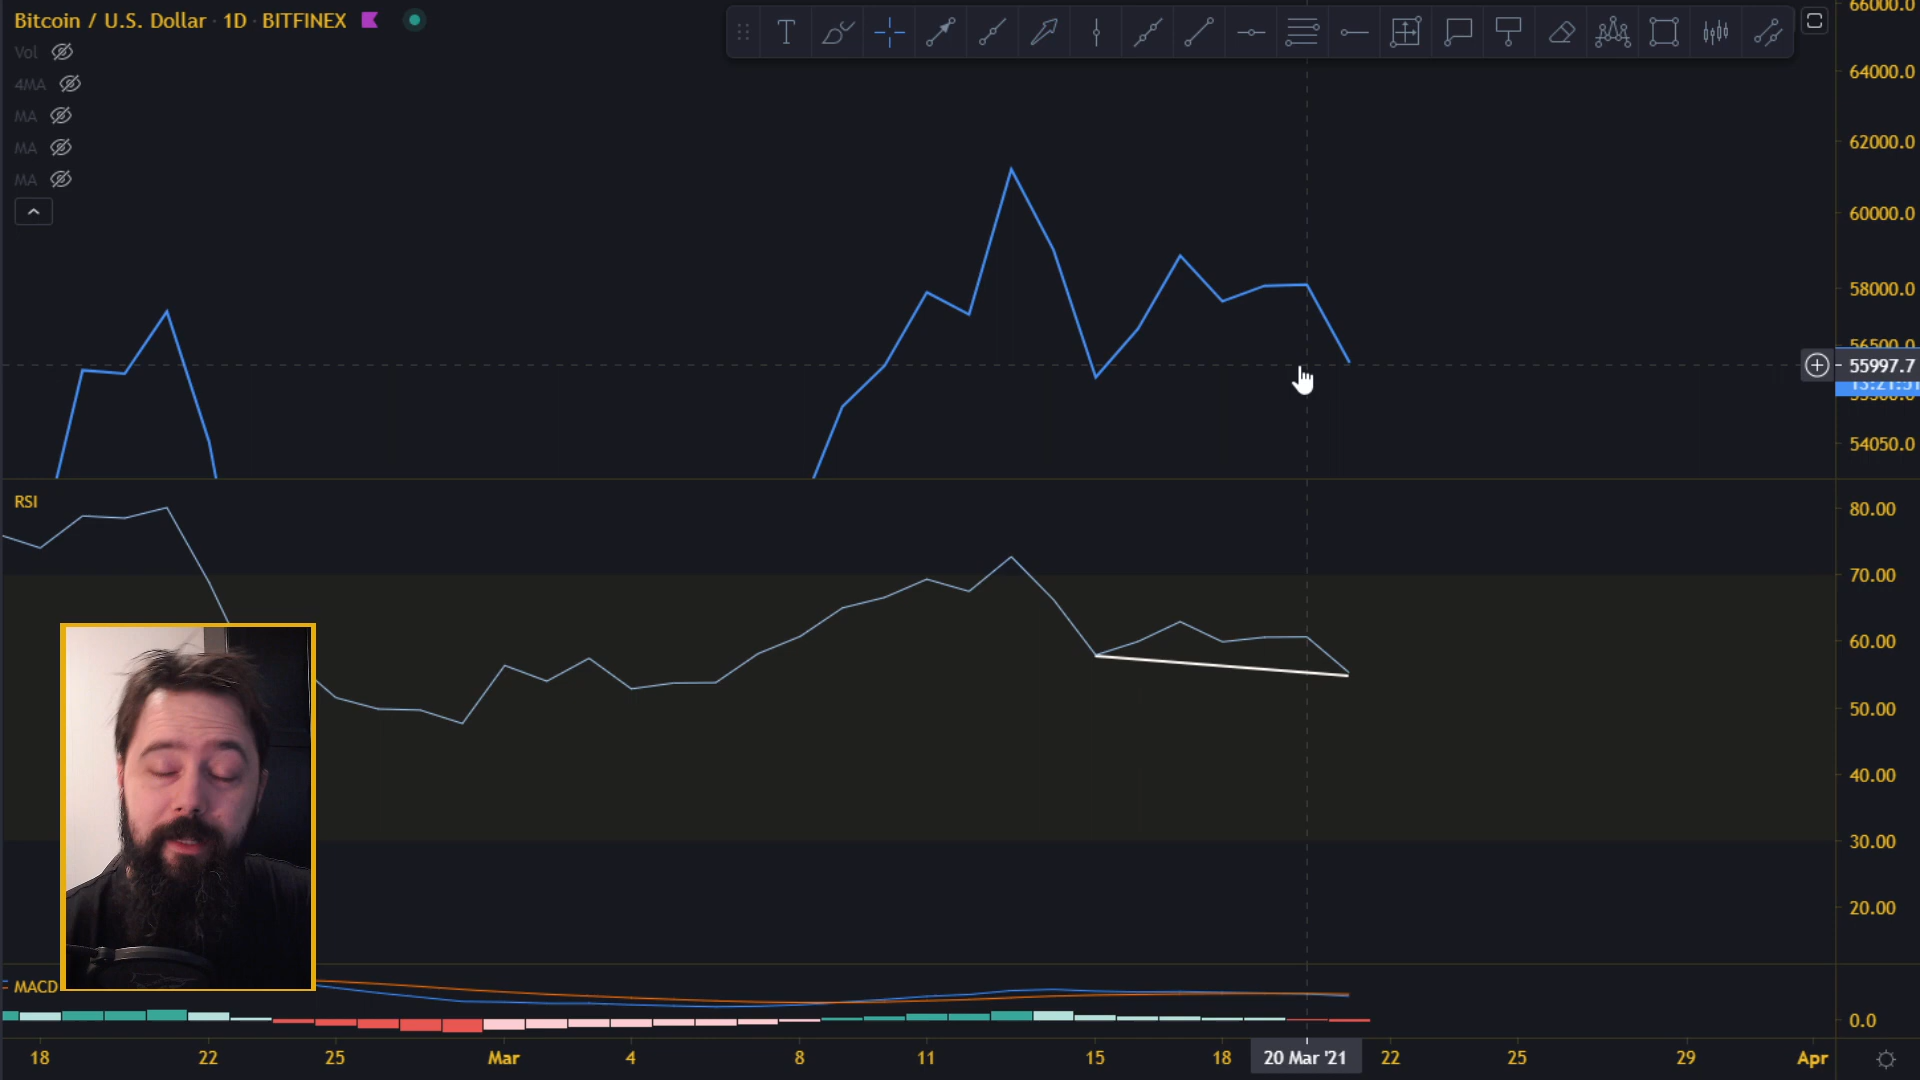 Bitcoin / U.S. Dollar · 1D · BITFINEX
Vol
4MA
MA
MA
MA
T
66000.0
64000.0
62000.0
60000.0
58000.0
56500.0
55997.7
54050.0
RSI
80.00
70.00
60.00
50.00
40.00
30.00
20.00
MACD
0.0
18 22 25 Mar 4 8 11 15 18 20 Mar '21 22 25 29 Apr